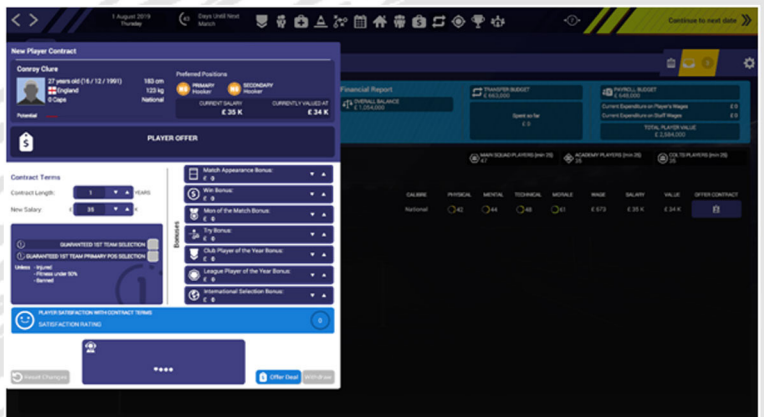 1 August 2019
Thursday
Days Until Next
March
Continue to next date
New Player Contract
Conroy Clure
27 years old (16 / 12 / 1991)
183 cm
England
123 kg
0 Caps
National
Potential
Preferred Positions
PRIMARY
Hooker
SECONDARY
Hooker
CURRENT SALARY
£ 35 K
CURRENTLY VALUED AT
£ 34 K
PLAYER OFFER
Contract Terms
Contract Length:
1
YEARS
New Salary:
£
35
K
GUARANTEED 1ST TEAM SELECTION
GUARANTEED 1ST TEAM PRIMARY POS SELECTION
Unless - Injured
-Fitness under 50%
-Banned
Bonuses
Match Appearance Bonus:
£ 0
Win Bonus:
£ 0
Man of the Match Bonus:
£ 0
Try Bonus:
£ 0
Club Player of the Year Bonus:
£ 0
League Player of the Year Bonus:
£ 0
International Selection Bonus:
£ 0
PLAYER SATISFACTION WITH CONTRACT TERMS
SATISFACTION RATING
0
Reset Changes
Offer Deal
Withdraw
Financial Report
OVERALL BALANCE
£ 1,264,000
TRANSFER BUDGET
£ 663,000
Spent so far
£ 0
PAYROLL BUDGET
£ 548,000
Current Expenditure on Player's Wages
£ 0
Current Expenditure on Staff Wages
£ 0
TOTAL PLAYER VALUE
£ 2,584,000
MAIN SQUAD PLAYERS (min 25)
47
ACADEMY PLAYERS (min 25)
35
COLTS PLAYERS (min 25)
35
CALIBRE PHYSICAL MENTAL TECHNICAL MORALE WAGE SALARY VALUE OFFER CONTRACT
National 42 44 48 61 £ 673 £ 35 K £ 34 K